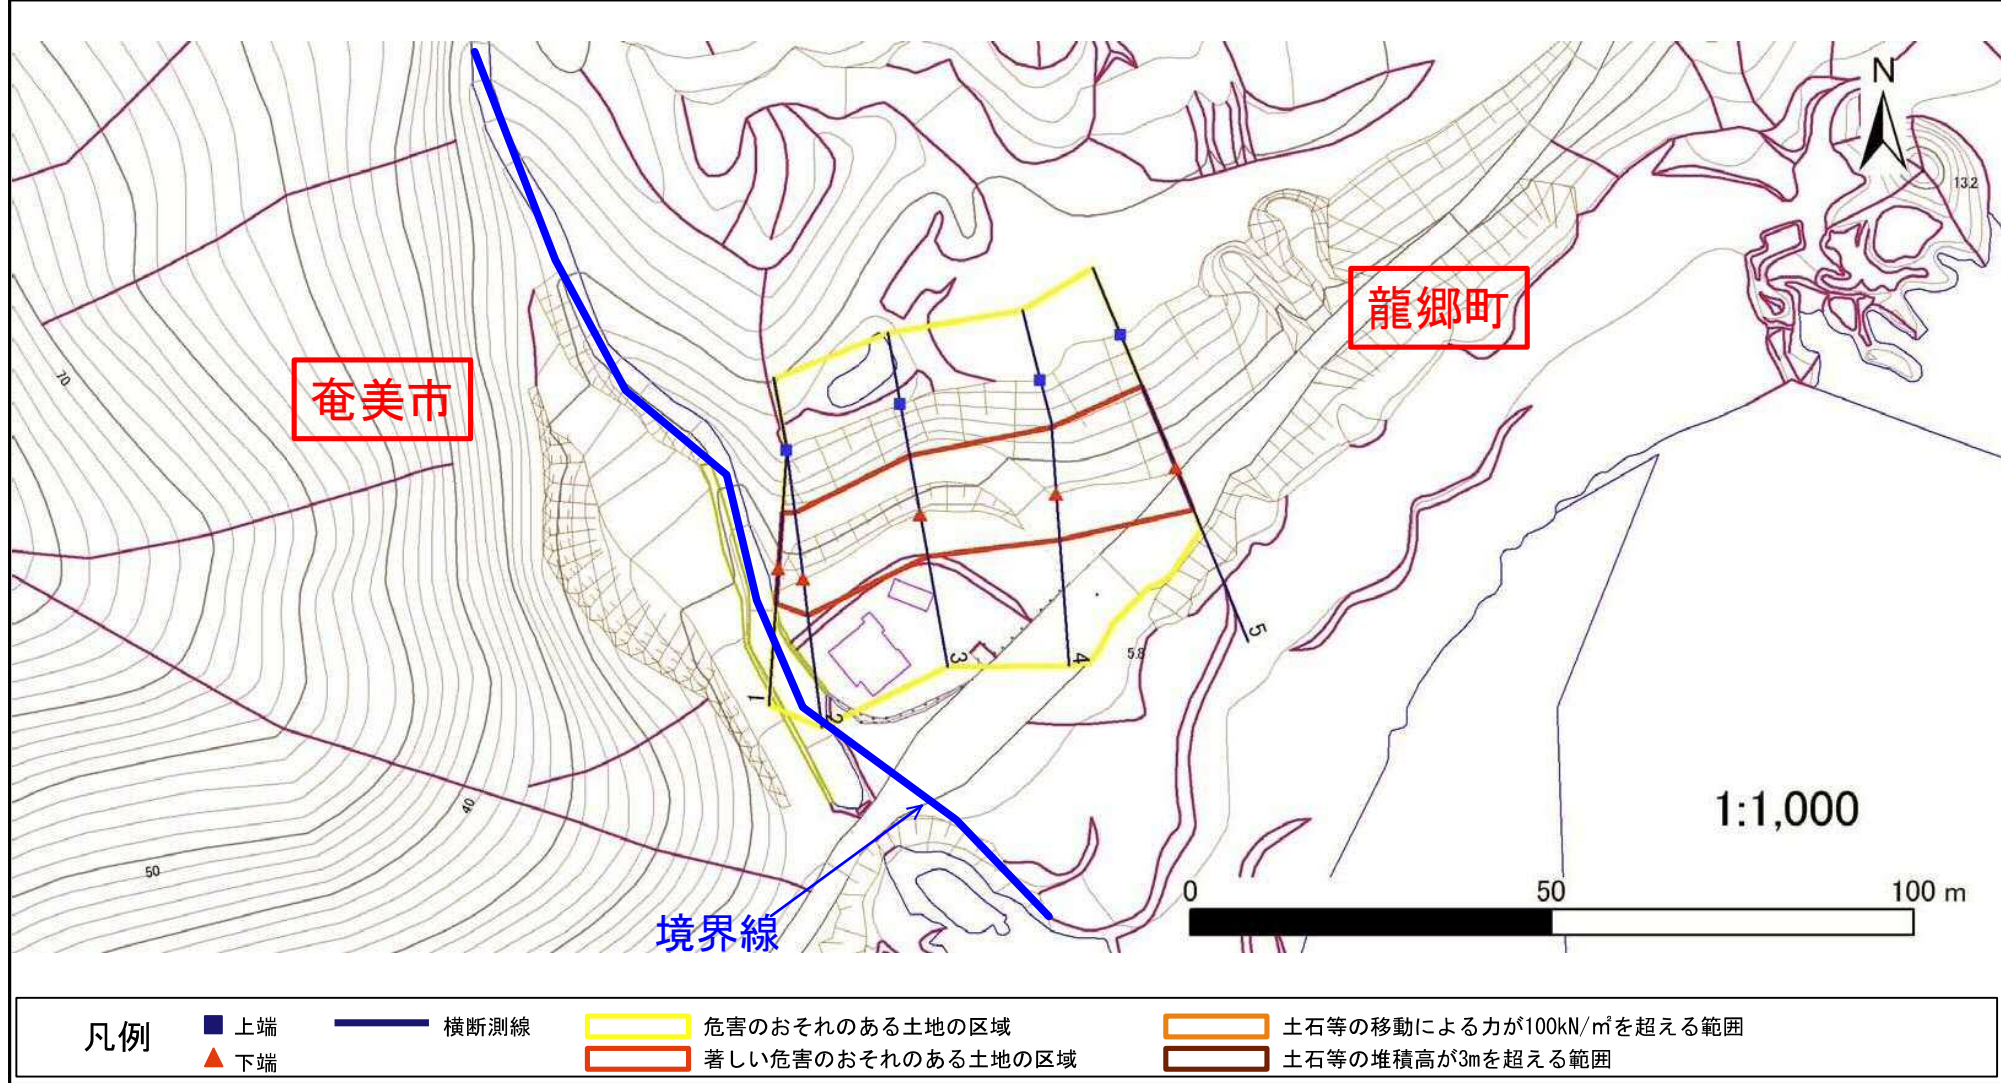 N
13.2
龍郷町
奄美市
70
5
3
4
5.8
1
2
40
50
1:1,000
0 50 100 m
境界線
凡例
上端
横断測線
危害のおそれのある土地の区域
土石等の移動による力が100kN/㎡を超える範囲
下端
著しい危害のおそれのある土地の区域
土石等の堆積高が3mを超える範囲